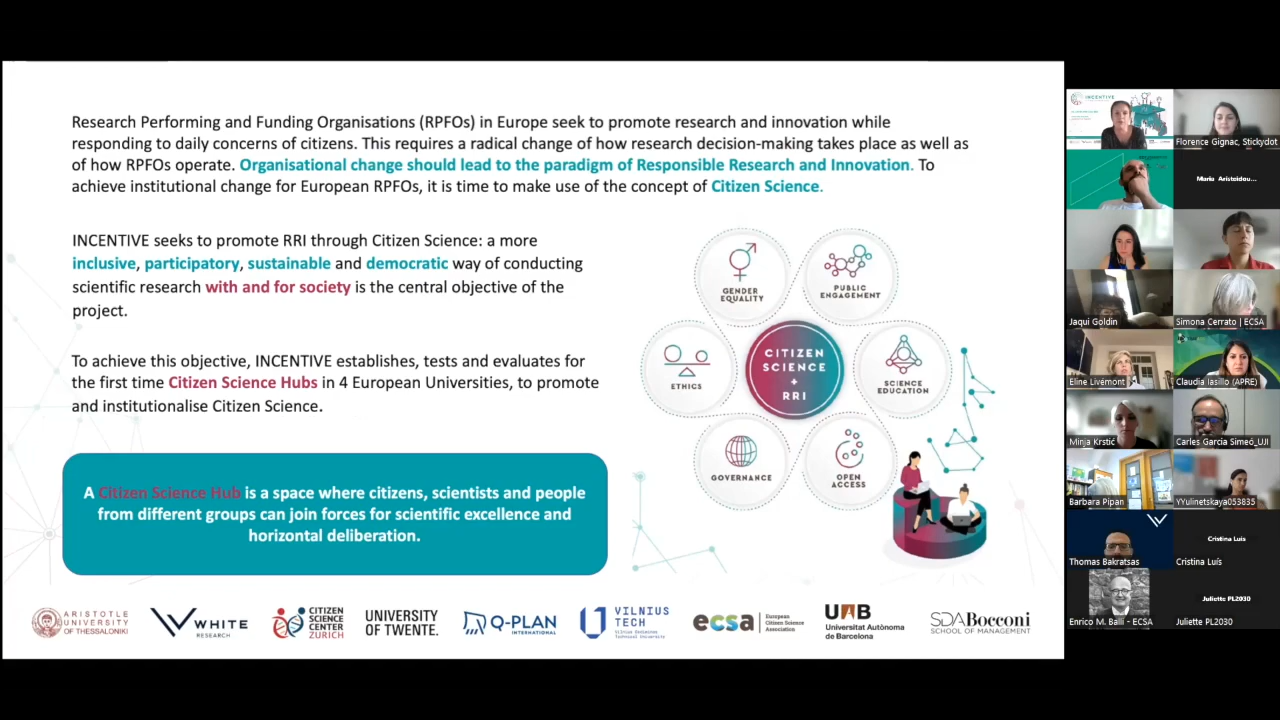 Research Performing and Funding Organisations (RPFOs) in Europe seek to promote research and innovation while
responding to daily concerns of citizens. This requires a radical change of how research decision-making takes place as well as
of how RPFOs operate. Organisational change should lead to the paradigm of Responsible Research and Innovation. To
achieve institutional change for European RPFOs, it is time to make use of the concept of Citizen Science.
INCENTIVE seeks to promote RRI through Citizen Science: a more
inclusive, participatory, sustainable and democratic way of conducting
scientific research with and for society is the central objective of the
project.
To achieve this objective, INCENTIVE establishes, tests and evaluates for
the first time Citizen Science Hubs in 4 European Universities, to promote
and institutionalise Citizen Science.
A Citizen Science Hub is a space where citizens, scientists and people
from different groups can join forces for scientific excellence and
horizontal deliberation.
GENDER
EQUALITY
PUBLIC
ENGAGEMENT
ETHICS
CITIZEN
SCIENCE
+
RRI
SCIENCE
EDUCATION
GOVERNANCE
OPEN
ACCESS
ARISTOTLE
UNIVERSITY
OF THESSALONIKI
WHITE
RESEARCH
CITIZEN
SCIENCE
CENTER
ZURICH
UNIVERSITY
OF TWENTE.
Q-PLAN
INTERNATIONAL
VILNIUS
TECH
Vilnius Gediminas
Technical University
ecsa
European
Citizen Science
Association
UAB
Universitat Autònoma
de Barcelona
SDA Bocconi
SCHOOL OF MANAGEMENT
INCENTIVE
Florence Gignac, Stickydot
Maria Aristeidou...
Jaqui Goldin
Simona Cerrato | ECSA
Eline Livémont
Claudia Iasillo (APRE)
Minja Krstić
Carles Garcia Simeó_UJI
Barbara Pipan
YYulinetskaya053835
Thomas Bakratsas
Cristina Luis
Cristina Luís
Enrico M. Balli - ECSA
Juliette PL2030
Juliette PL2030